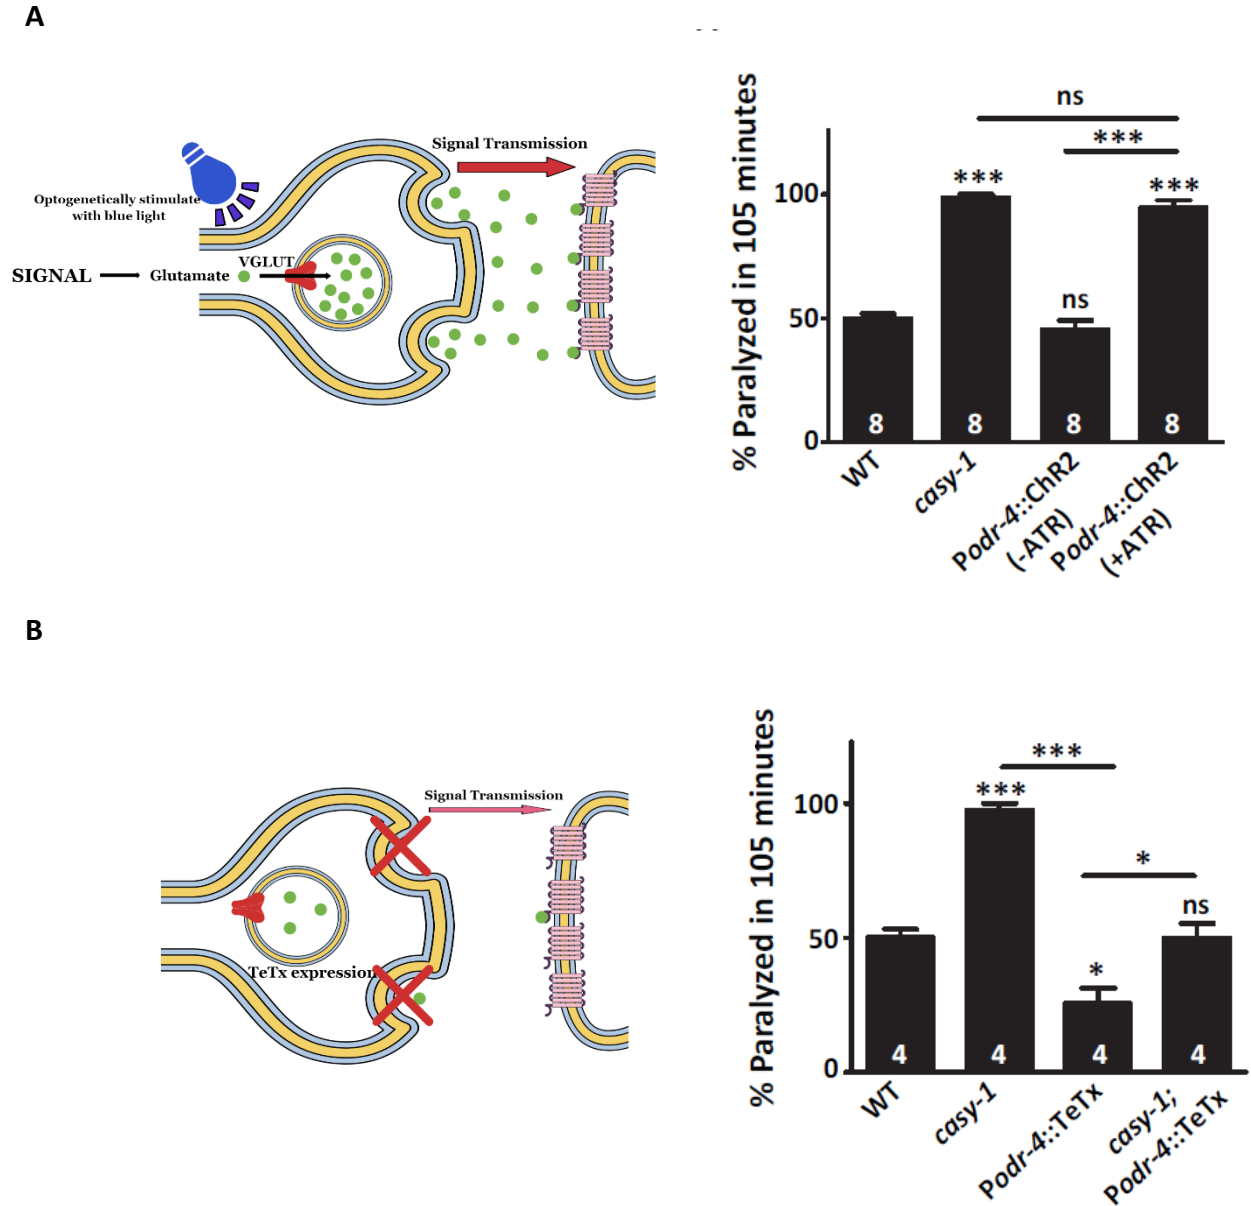 A
Signal Transmission
Optogenetically stimulate
with blue light
SIGNAL
Glutamate
VGLUT
% Paralyzed in 105 minutes
100
50
0
ns
***
***
ns
***
8
8
8
8
WT
casy-1
Podr-4::ChR2
(-ATR)
Podr-4::ChR2
(+ATR)
B
Signal Transmission
TeTx expression
% Paralyzed in 105 minutes
100
50
0
***
***
*
*
ns
4
4
4
4
WT
casy-1
Podr-4::TeTx
casy-1;
Podr-4::TeTx